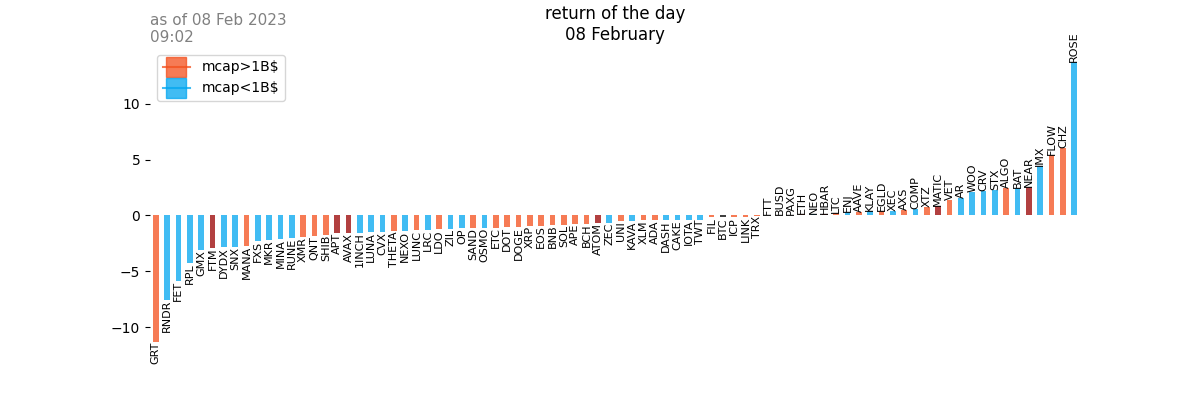 as of 08 Feb 2023
09:02
return of the day
08 February
mcap>1B$
mcap<1B$
10
5
0
−5
−10
GRT
RNDR
FET
RPL
GMX
FTM
DYDX
SNX
MANA
FXS
MKR
MINA
RUNE
XMR
QNT
SHIB
APT
AVAX
1INCH
LUNA
CVX
THETA
NEXO
LUNC
LRC
LDO
ZIL
OP
SAND
OSMO
ETC
DOT
DOGE
XRP
EOS
BNB
SOL
APE
BCH
ATOM
ZEC
UNI
KAVA
XLM
ADA
DASH
CAKE
IOTA
TWT
FIL
BTC
ICP
LINK
TRX
FTT
BUSD
PAXG
ETH
NEO
HBAR
LTC
ENJ
AAVE
KLAY
EGLD
XEC
AXS
COMP
XTZ
MATIC
VET
AR
WOO
CRV
STX
ALGO
BAT
NEAR
IMX
FLOW
CHZ
ROSE